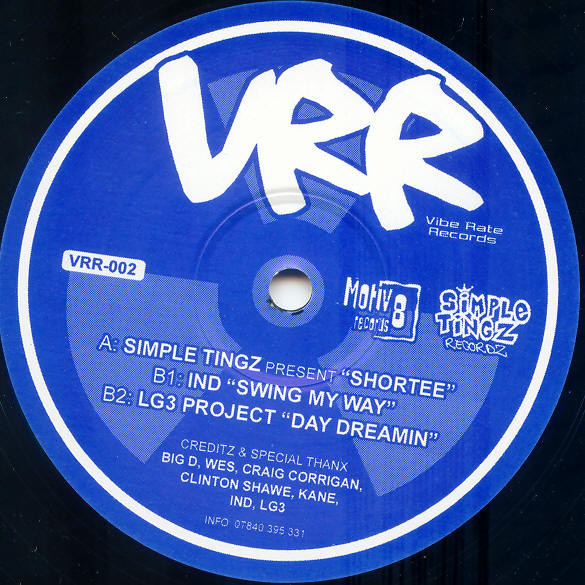 VRR
Vibe Rate
Records
VRR-002
Motiv8
records
SiMPLE
TiNGZ
RECORDZ
A: SIMPLE TINGZ PRESENT “SHORTEE”
B1: IND “SWING MY WAY”
B2: LG3 PROJECT “DAY DREAMIN”
CREDITZ & SPECIAL THANX
BIG D, WES, CRAIG CORRIGAN,
CLINTON SHAWE, KANE,
IND, LG3
INFO 07840 395 331